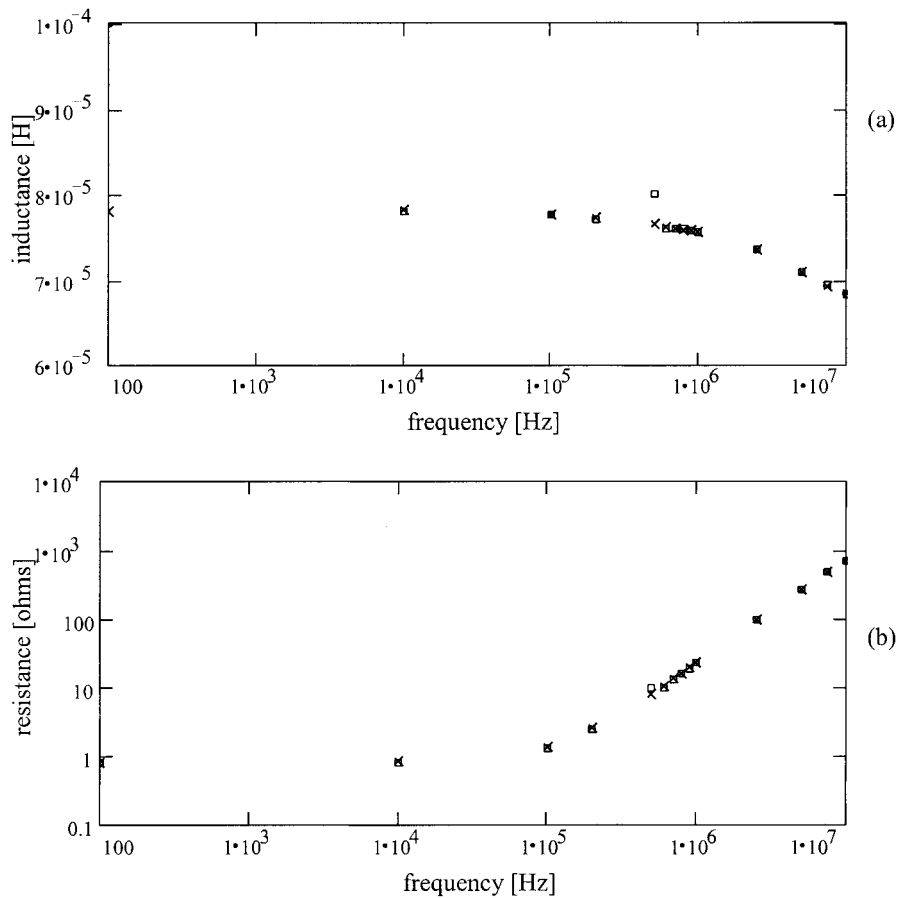 1•10⁻⁴
9•10⁻⁵
8•10⁻⁵
7•10⁻⁵
6•10⁻⁵
inductance [H]
(a)
100 1•10³ 1•10⁴ 1•10⁵ 1•10⁶ 1•10⁷
frequency [Hz]
1•10⁴
1•10³
100
10
1
0.1
resistance [ohms]
(b)
100 1•10³ 1•10⁴ 1•10⁵ 1•10⁶ 1•10⁷
frequency [Hz]